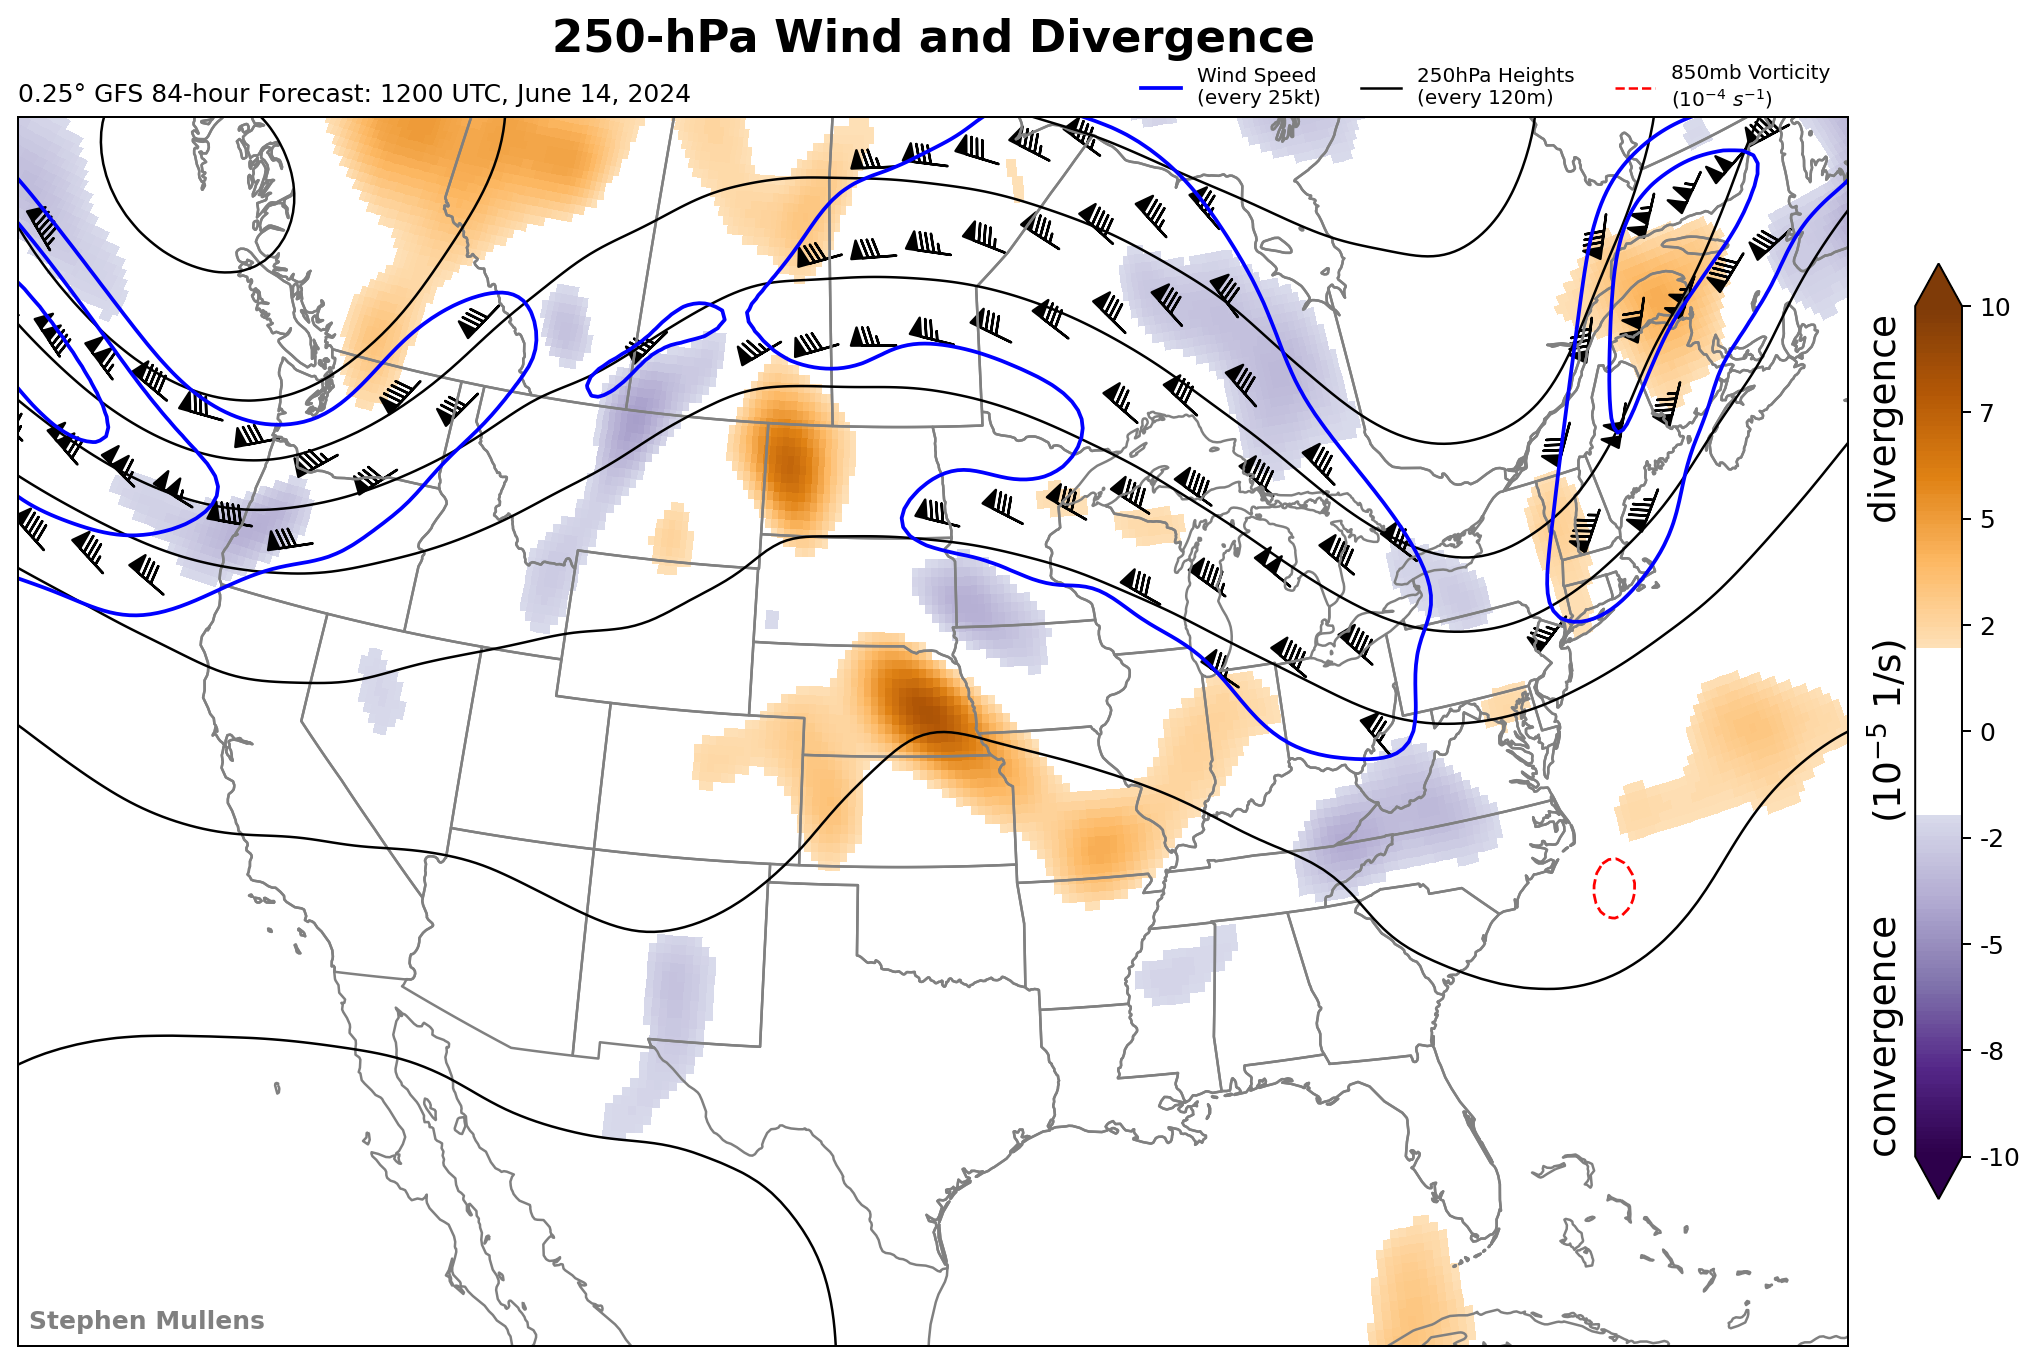 250-hPa Wind and Divergence
0.25° GFS 84-hour Forecast: 1200 UTC, June 14, 2024
Wind Speed
(every 25kt)
250hPa Heights
(every 120m)
850mb Vorticity
(10⁻⁴ s⁻¹)
10
7
5
2
0
-2
-5
-8
-10
convergence (10⁻⁵ 1/s) divergence
Stephen Mullens